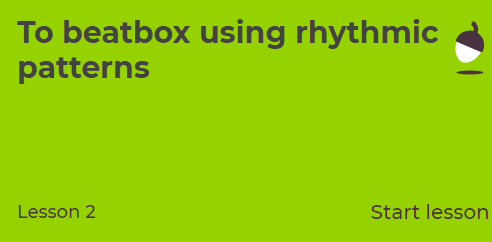 To beatbox using rhythmic
patterns
Lesson 2
Start lesson